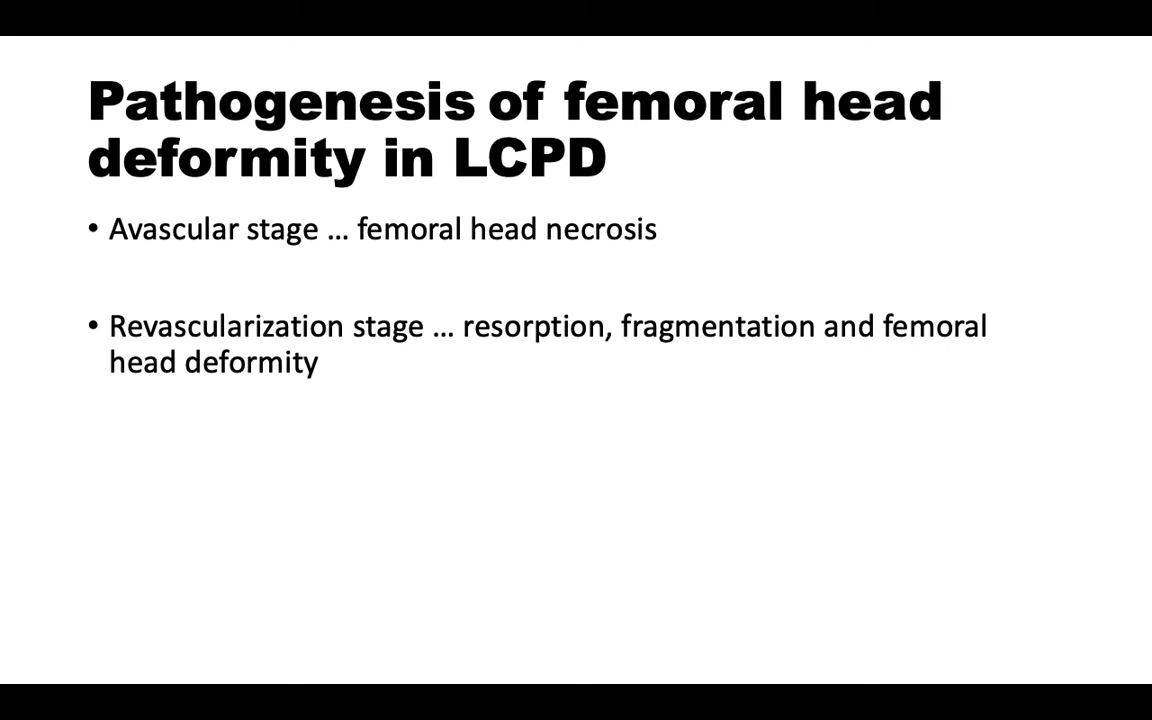 Pathogenesis of femoral head
deformity in LCPD
• Avascular stage … femoral head necrosis
• Revascularization stage … resorption, fragmentation and femoral
head deformity